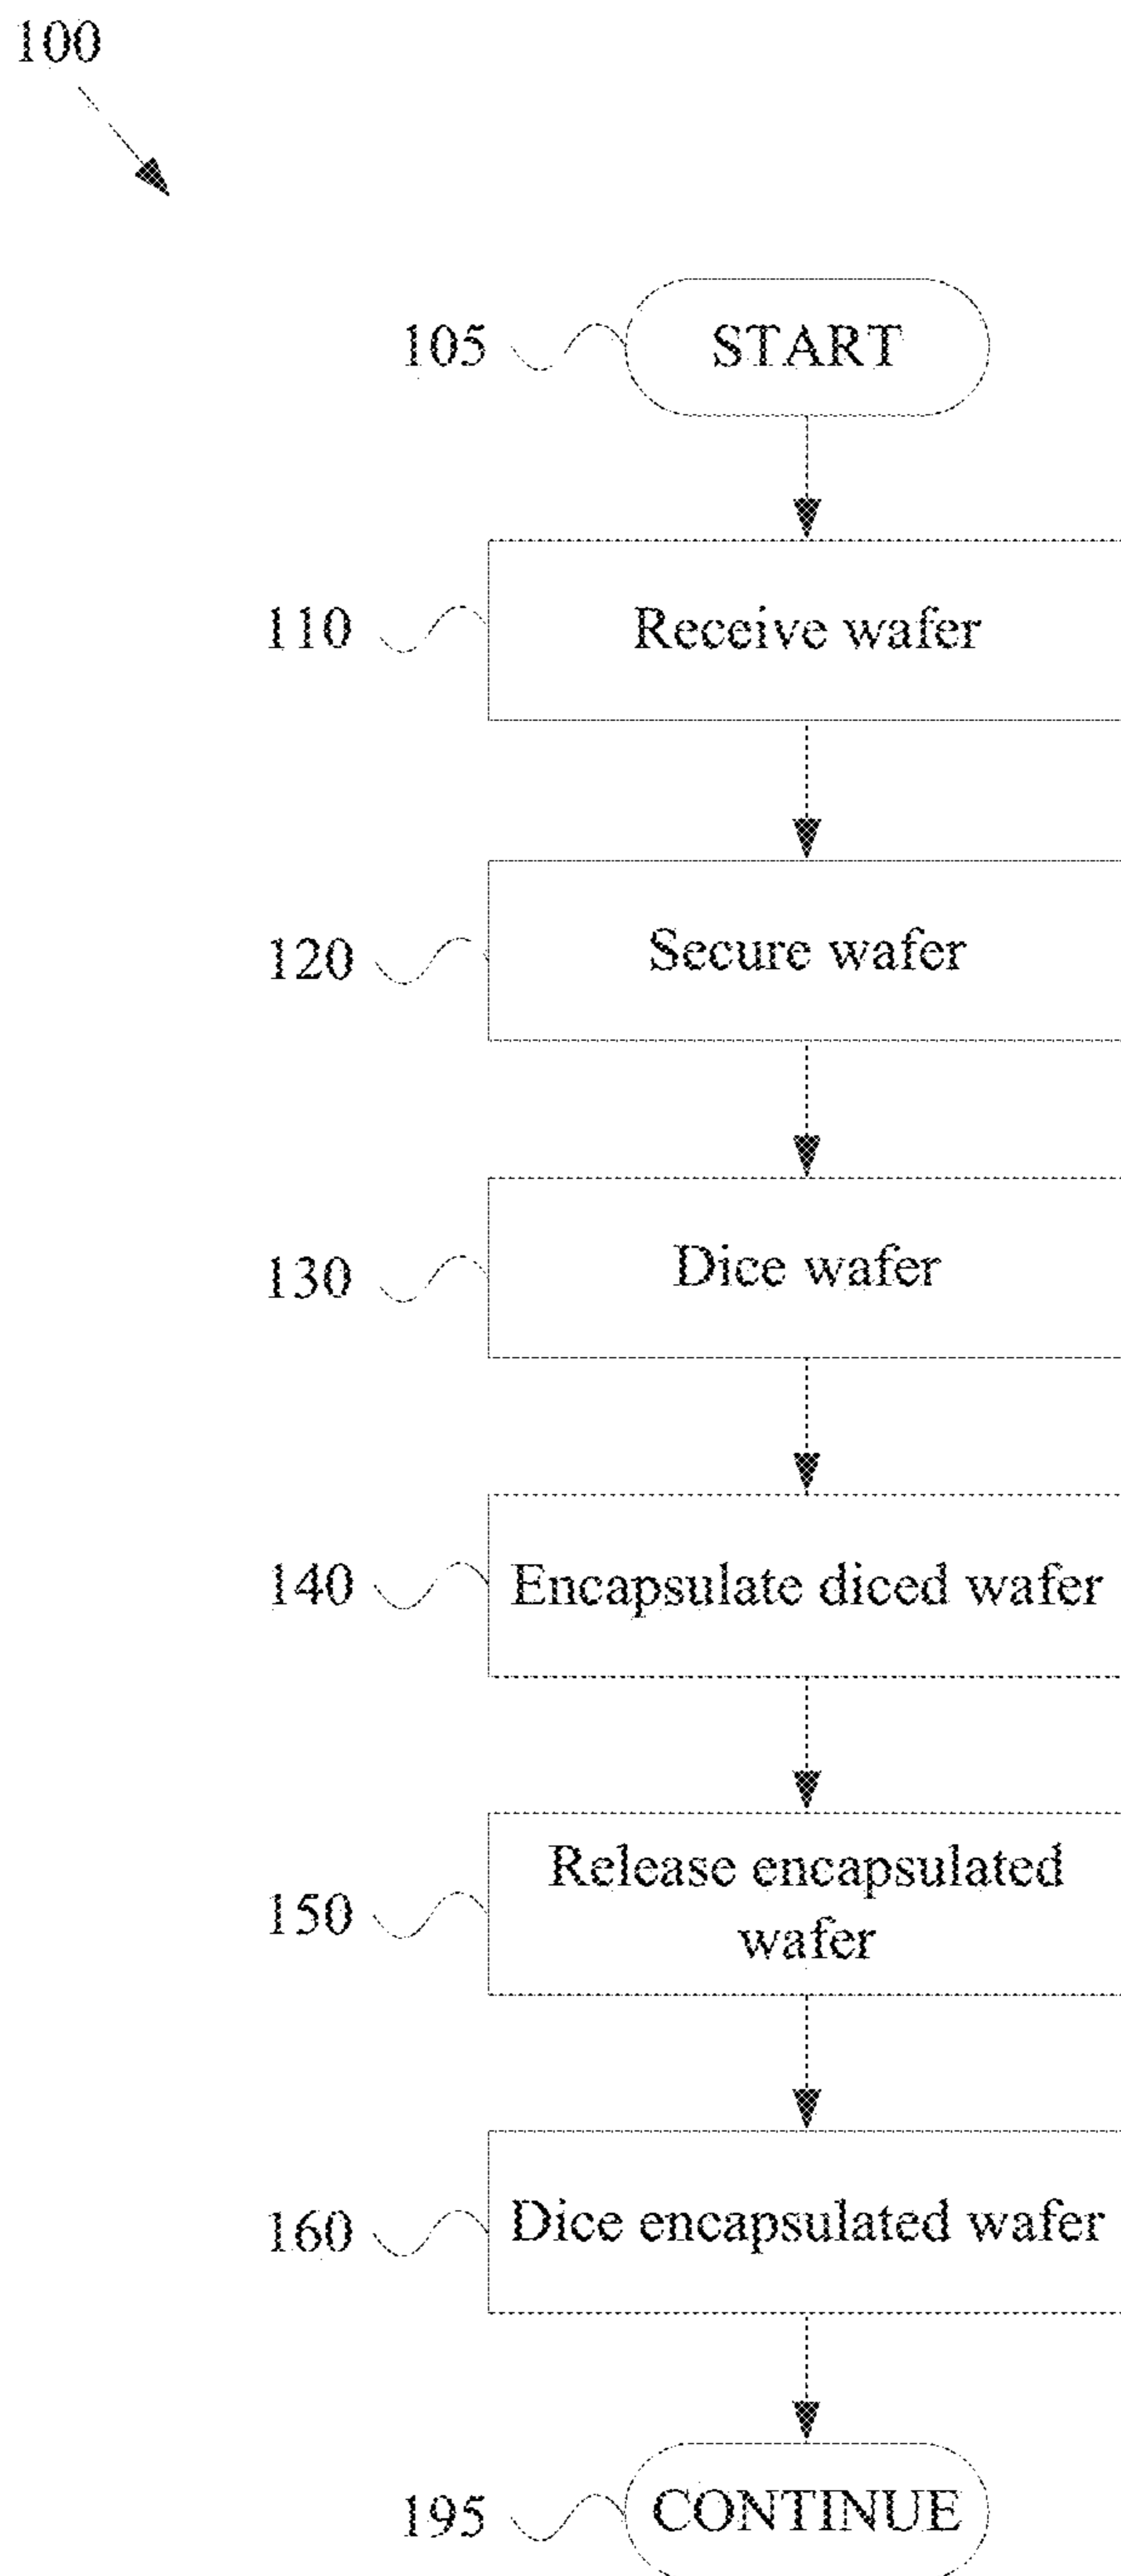 100
105 START
110 Receive wafer
120 Secure wafer
130 Dice wafer
140 Encapsulate diced wafer
150 Release encapsulated
wafer
160 Dice encapsulated wafer
195 CONTINUE